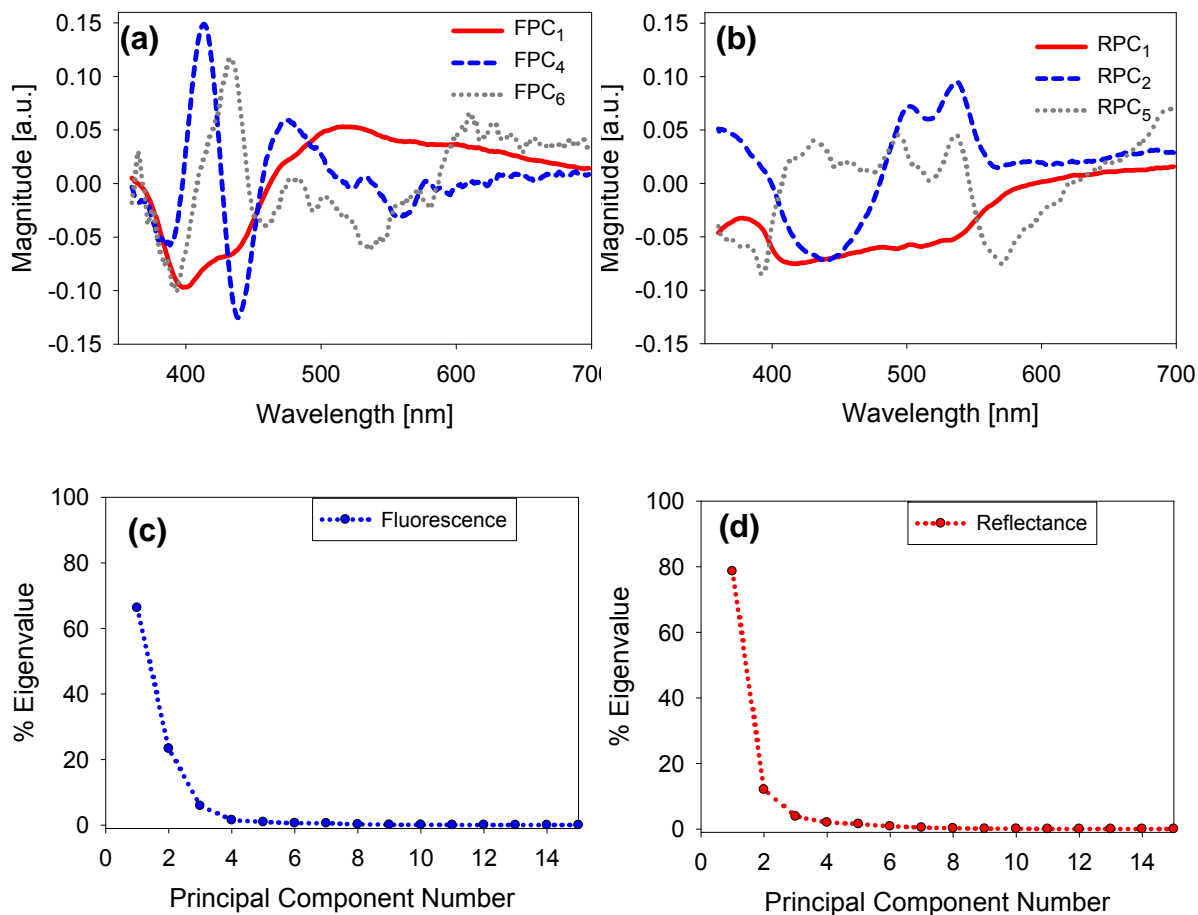 (a)
FPC1
FPC4
FPC6
0.15
0.10
0.05
0.00
-0.05
-0.10
-0.15
Magnitude [a.u.]
400 500 600 700
Wavelength [nm]
(b)
RPC1
RPC2
RPC5
0.15
0.10
0.05
0.00
-0.05
-0.10
-0.15
Magnitude [a.u.]
400 500 600 700
Wavelength [nm]
(c)
Fluorescence
100
80
60
40
20
0
% Eigenvalue
0 2 4 6 8 10 12 14
Principal Component Number
(d)
Reflectance
100
80
60
40
20
0
% Eigenvalue
0 2 4 6 8 10 12 14
Principal Component Number